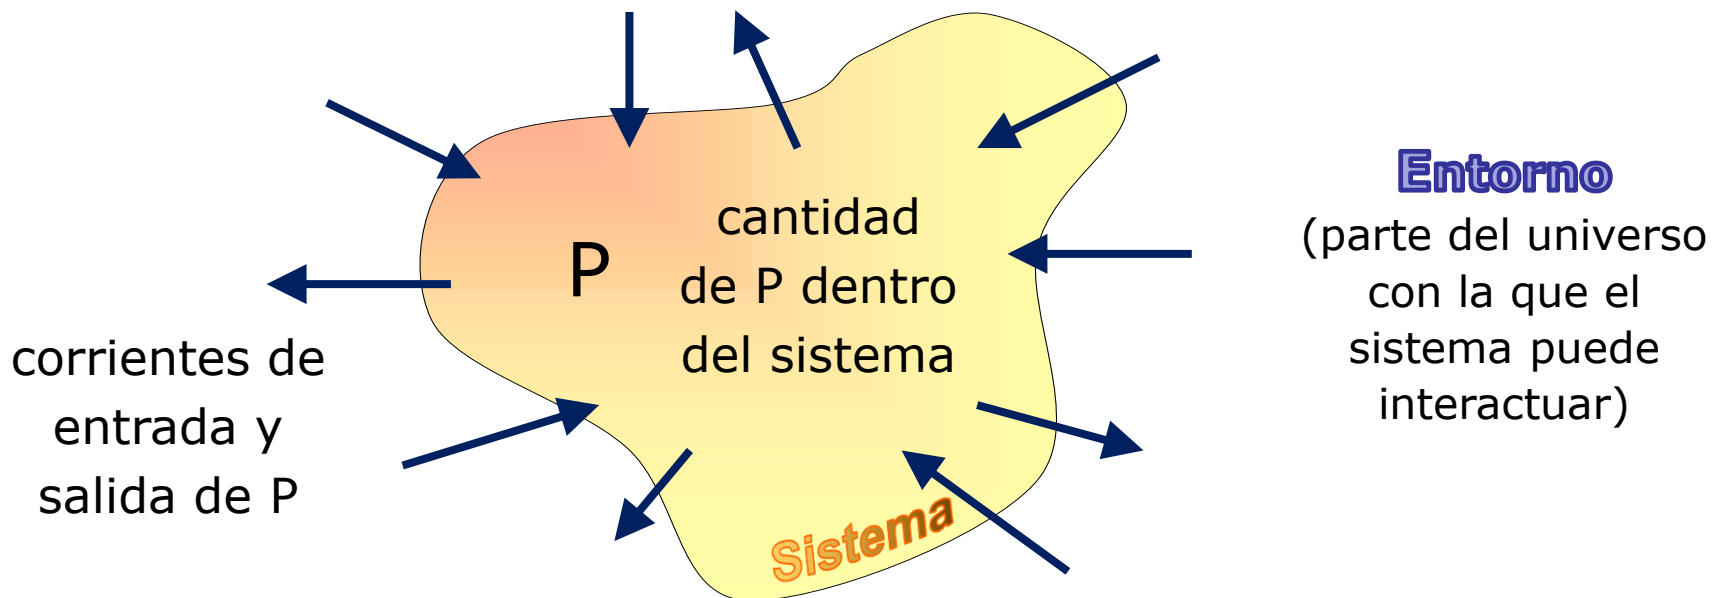 corrientes de
entrada y
salida de P
P
cantidad
de P dentro
del sistema
Sistema
Entorno
(parte del universo
con la que el
sistema puede
interactuar)